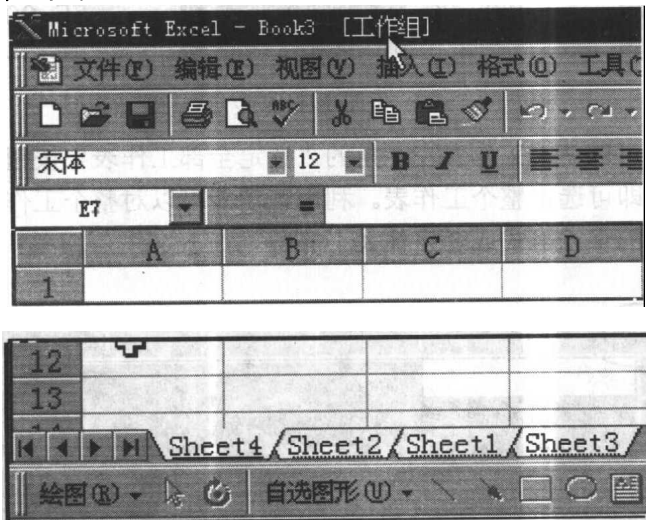 Microsoft Excel - Book3 [工作组]
文件(F) 编辑(E) 视图(V) 插入(I) 格式(O) 工具(
ABC
宋体 12 B I U
E7 =
A B C D
1
12
13
Sheet4 Sheet2 Sheet1 Sheet3
绘图(R) 自选图形(U)